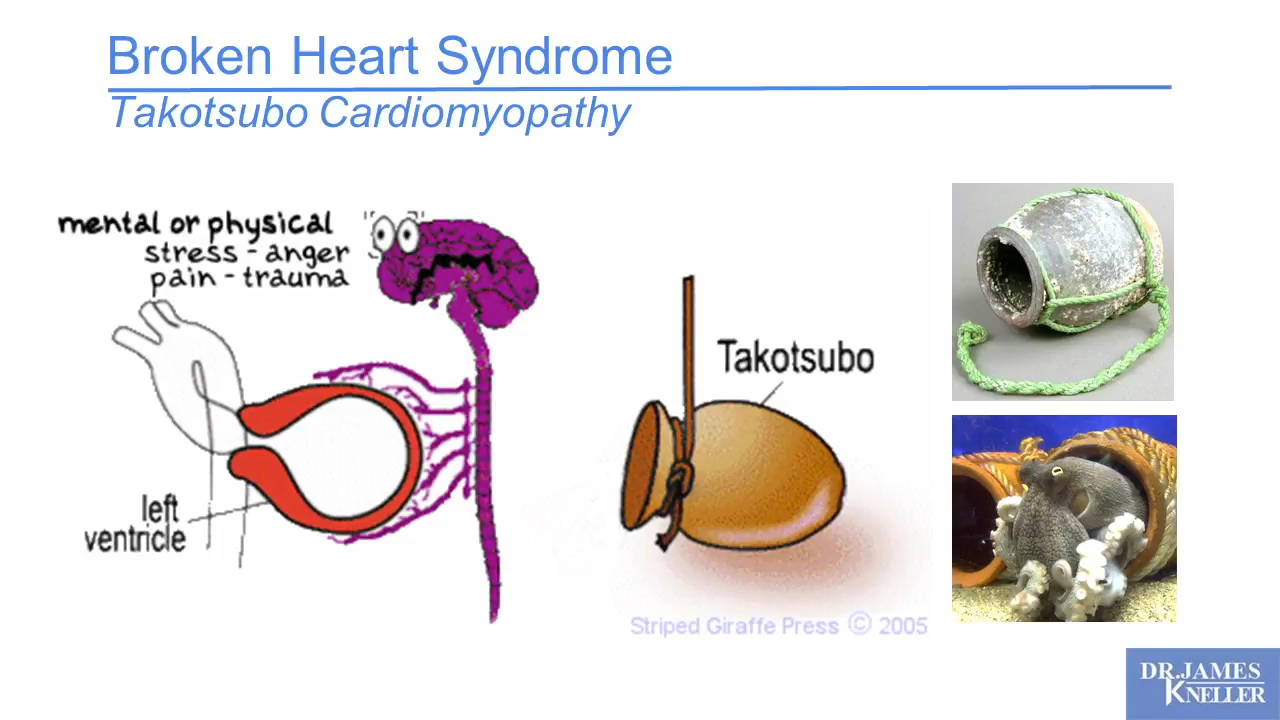 Broken Heart Syndrome
Takotsubo Cardiomyopathy
mental or physical
stress - anger
pain - trauma
left
ventricle
Takotsubo
Striped Giraffe Press © 2005
DR. JAMES
KNELLER